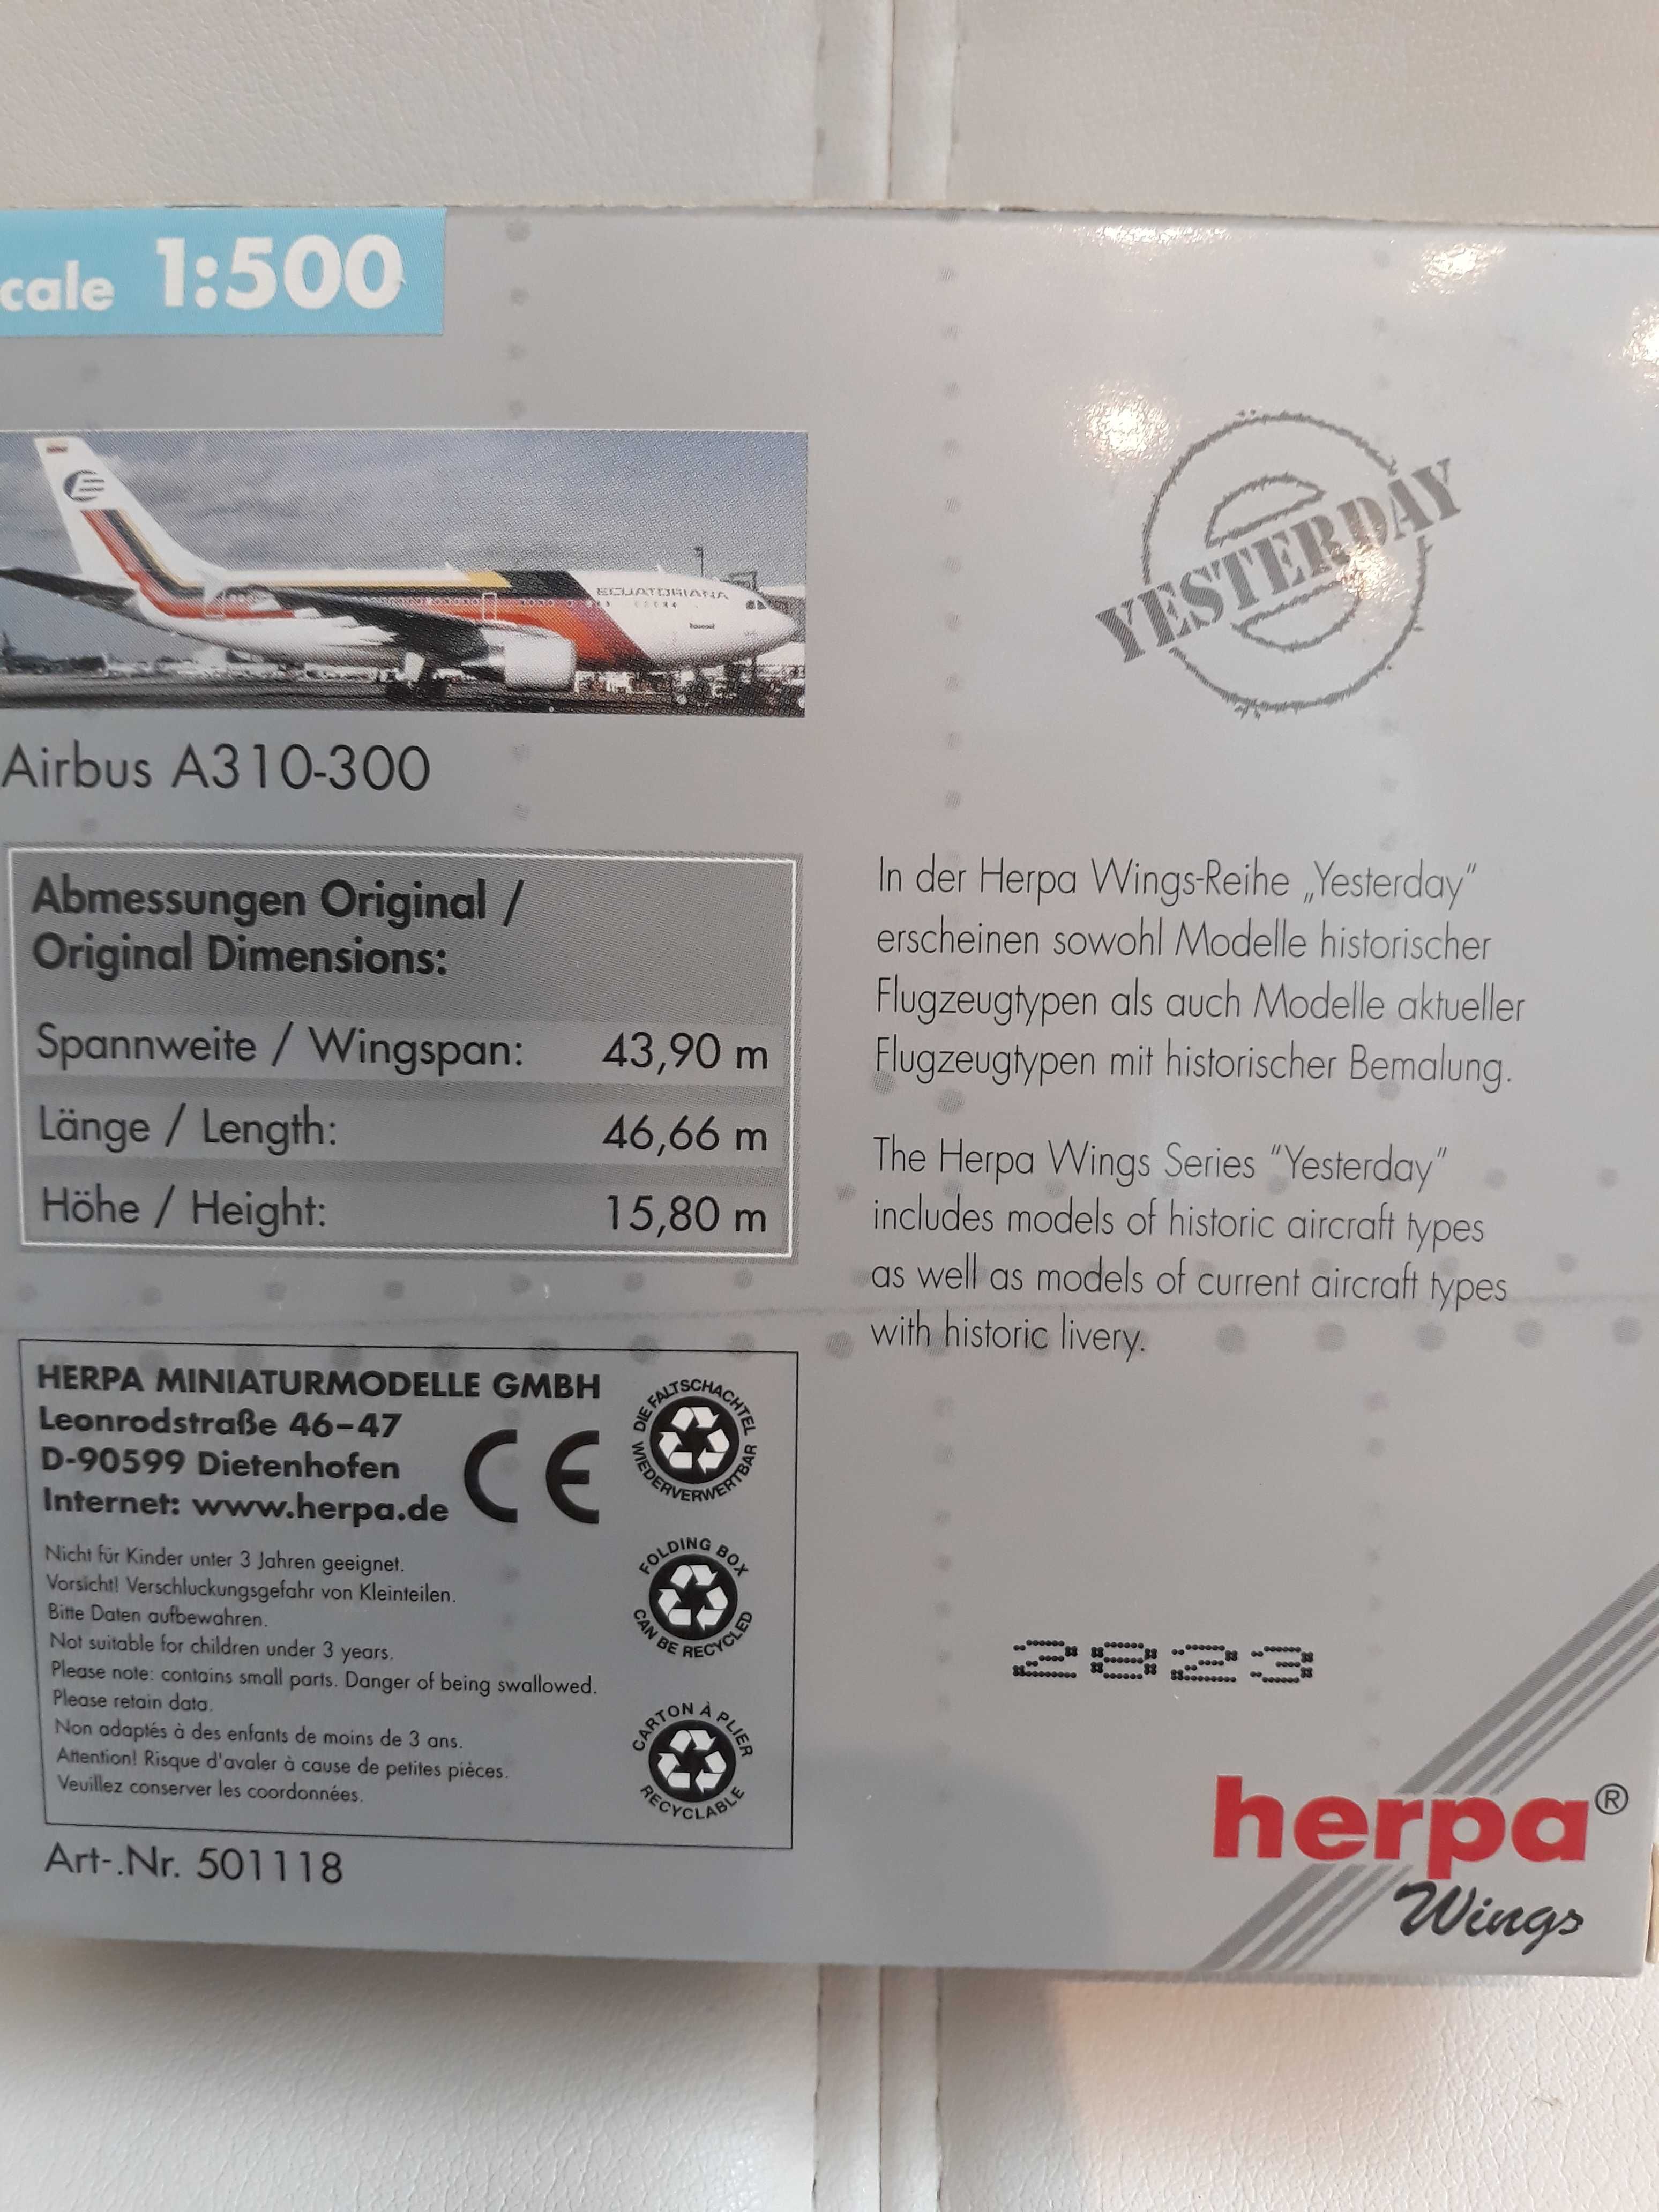 cale 1:500
ECUATORIANA
YESTERDAY
Airbus A310-300
Abmessungen Original /
Original Dimensions:
Spannweite / Wingspan: 43,90 m
Länge / Length: 46,66 m
Höhe / Height: 15,80 m
In der Herpa Wings-Reihe „Yesterday“
erscheinen sowohl Modelle historischer
Flugzeugtypen als auch Modelle aktueller
Flugzeugtypen mit historischer Bemalung.
The Herpa Wings Series “Yesterday”
includes models of historic aircraft types
as well as models of current aircraft types
with historic livery.
HERPA MINIATURMODELLE GMBH
Leonrodstraße 46–47
D-90599 Dietenhofen
Internet: www.herpa.de
CE
DIE FALTSCHACHTEL
WIEDERVERWERTBAR
FOLDING BOX
CAN BE RECYCLED
CARTON À PLIER
RECYCLABLE
Nicht für Kinder unter 3 Jahren geeignet.
Vorsicht! Verschluckungsgefahr von Kleinteilen.
Bitte Daten aufbewahren.
Not suitable for children under 3 years.
Please note: contains small parts. Danger of being swallowed.
Please retain data.
Non adaptés à des enfants de moins de 3 ans.
Attention! Risque d'avaler à cause de petites pièces.
Veuillez conserver les coordonnées.
Art-.Nr. 501118
2823
herpa®
Wings